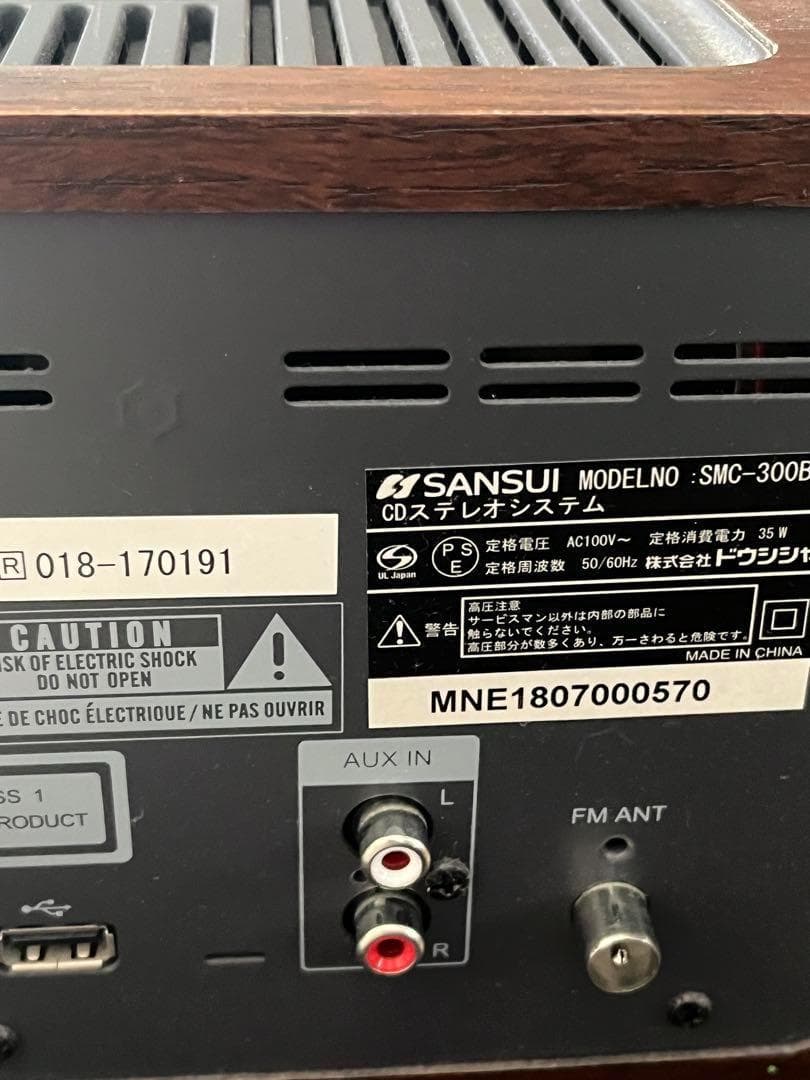 SANSUI MODELNO :SMC-300B
CDステレオシステム
UL Japan
PSE
定格電圧 AC100V〜 定格消費電力 35W
定格周波数 50/60Hz 株式会社ドウシシャ
警告
高圧注意
サービスマン以外は内部の部品に
触らないでください。
高圧部分が数多くあり、万一さわると危険です。
MADE IN CHINA
MNE1807000570
R 018-170191
CAUTION
ISK OF ELECTRIC SHOCK
DO NOT OPEN
E DE CHOC ÉLECTRIQUE / NE PAS OUVRIR
SS 1
RODUCT
AUX IN
L
R
FM ANT